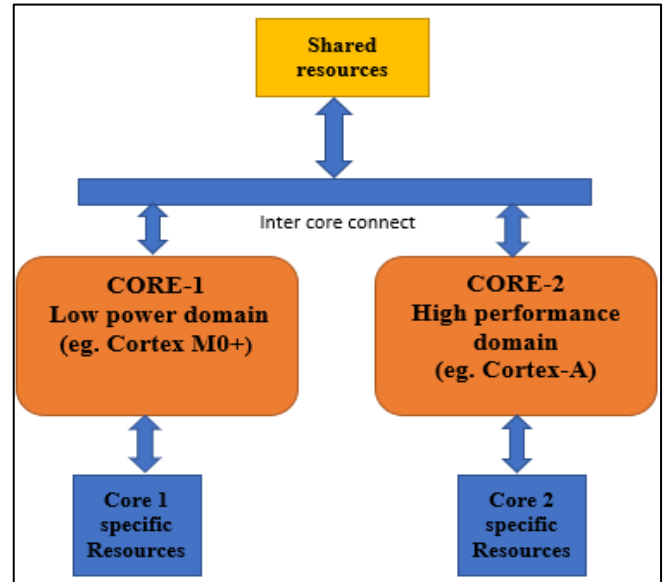 Shared
resources
Inter core connect
CORE-1
Low power domain
(eg. Cortex M0+)
CORE-2
High performance
domain
(eg. Cortex-A)
Core 1
specific
Resources
Core 2
specific
Resources